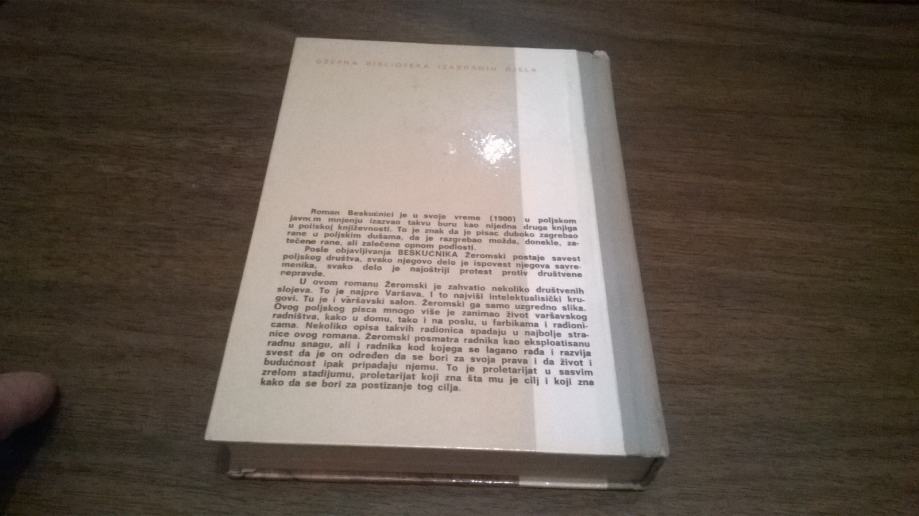 DŽEPNA BIBLIOTEKA IZABRANIH DJELA
Roman Beskućnici je u svoje vreme (1900) u poljskom
javnom mnjenju izazvao takvu buru kao nijedna druga knjiga
u poljskoj književnosti. To je znak da je pisac duboko zagrebao
rane u poljskim dušama, da je razgrebao možda, donekle, za-
tečene rane, ali zalečene opnom podlosti.
Posle objavljivanja BESKUĆNIKA Žeromski postaje savest
poljskog društva, svako njegovo delo je ispovest njegova savre-
menika, svako delo je najoštriji protest protiv društvene
nepravde.
U ovom romanu Žeromski je zahvatio nekoliko društvenih
slojeva. To je najpre Varšava. I to najviši intelektualisički kru-
govi. Tu je i varšavski salon. Žeromski ga samo uzgredno slika.
Ovog poljskog pisca mnogo više je zanimao život varšavskog
radništva, kako u domu, tako i na poslu, u farbikama i radioni-
cama. Nekoliko opisa takvih radionica spadaju u najbolje stra-
nice ovog romana. Žeromski posmatra radnika kao eksploatisanu
radnu snagu, ali i radnika kod kojega se lagano rađa i razvija
svest da je on određen da se bori za svoja prava i da život i
budućnost ipak pripadaju njemu. To je proletarijat u sasvim
zrelom stadijumu, proletarijat koji zna šta mu je cilj i koji zna
kako da se bori za postizanje tog cilja.